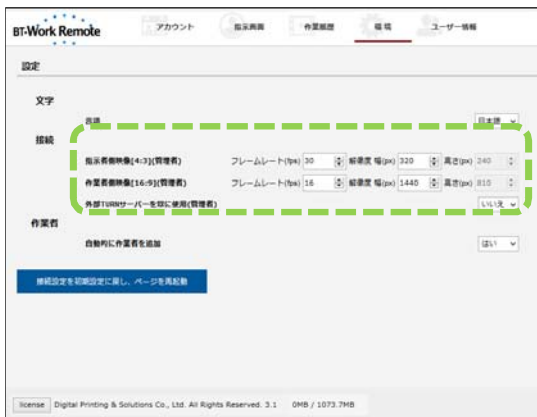 BT-Work Remote
アカウント 指示画面 作業履歴 環境 ユーザー情報
設定
文字
言語 日本語
接続
指示者側映像[4:3](管理者) フレームレート(fps) 30 解像度 幅(px) 320 高さ(px) 240
作業者側映像[16:9](管理者) フレームレート(fps) 16 解像度 幅(px) 1440 高さ(px) 810
外部TURNサーバーを切に使用(管理者) いいえ
作業者
自動的に作業者を追加 はい
接続設定を初期設定に戻し、ページを再起動
license Digital Printing & Solutions Co., Ltd. All Rights Reserved. 3.1 0MB / 1073.7MB